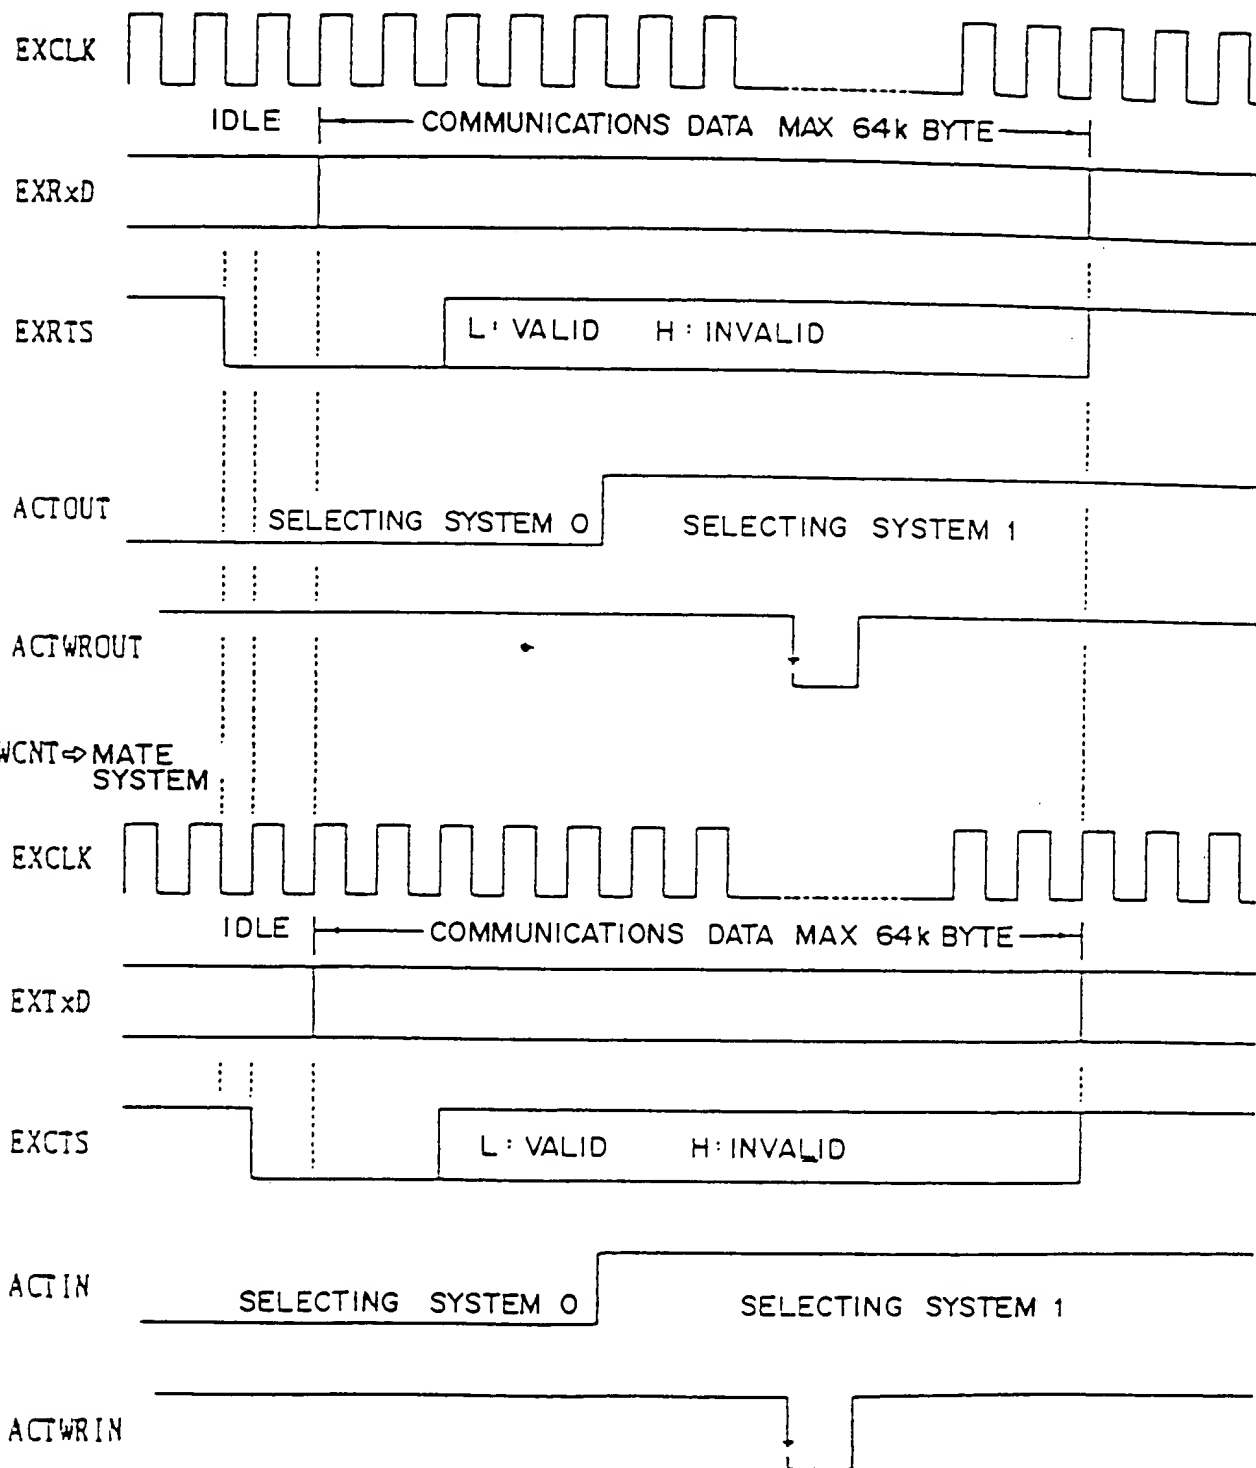 EXCLK
IDLE COMMUNICATIONS DATA MAX 64k BYTE
EXRxD
EXRTS L: VALID H: INVALID
ACTOUT SELECTING SYSTEM 0 SELECTING SYSTEM 1
ACTWROUT
WCNT⇨MATE
SYSTEM
EXCLK
IDLE COMMUNICATIONS DATA MAX 64k BYTE
EXTxD
EXCTS L: VALID H: INVALID
ACTIN SELECTING SYSTEM 0 SELECTING SYSTEM 1
ACTWRIN